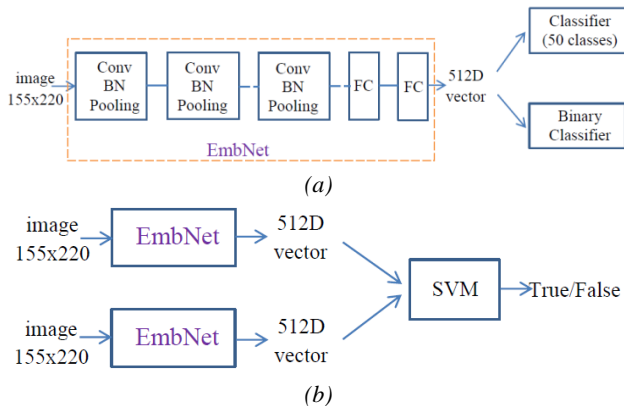 image
155x220
Conv
BN
Pooling
Conv
BN
Pooling
Conv
BN
Pooling
FC
FC
EmbNet
512D
vector
Classifier
(50 classes)
Binary
Classifier
(a)
image
155x220
EmbNet
512D
vector
image
155x220
EmbNet
512D
vector
SVM
True/False
(b)